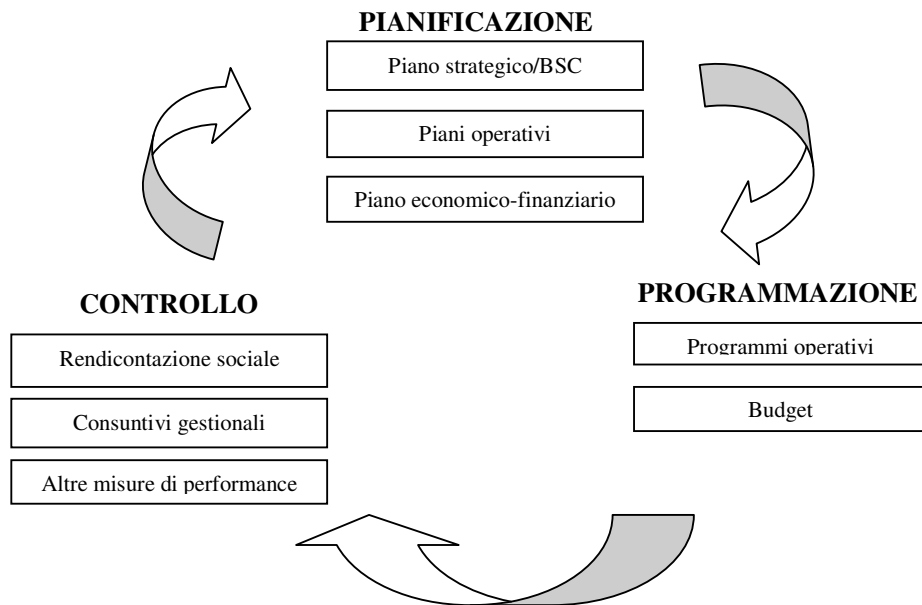 PIANIFICAZIONE
Piano strategico/BSC
Piani operativi
Piano economico-finanziario
CONTROLLO
Rendicontazione sociale
Consuntivi gestionali
Altre misure di performance
PROGRAMMAZIONE
Programmi operativi
Budget